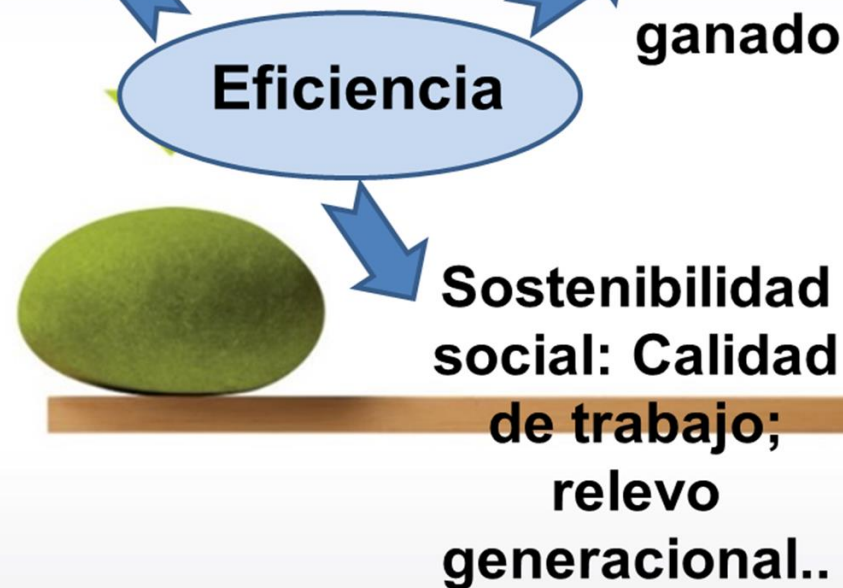 ganado
Eficiencia
Sostenibilidad
social: Calidad
de trabajo;
relevo
generacional..